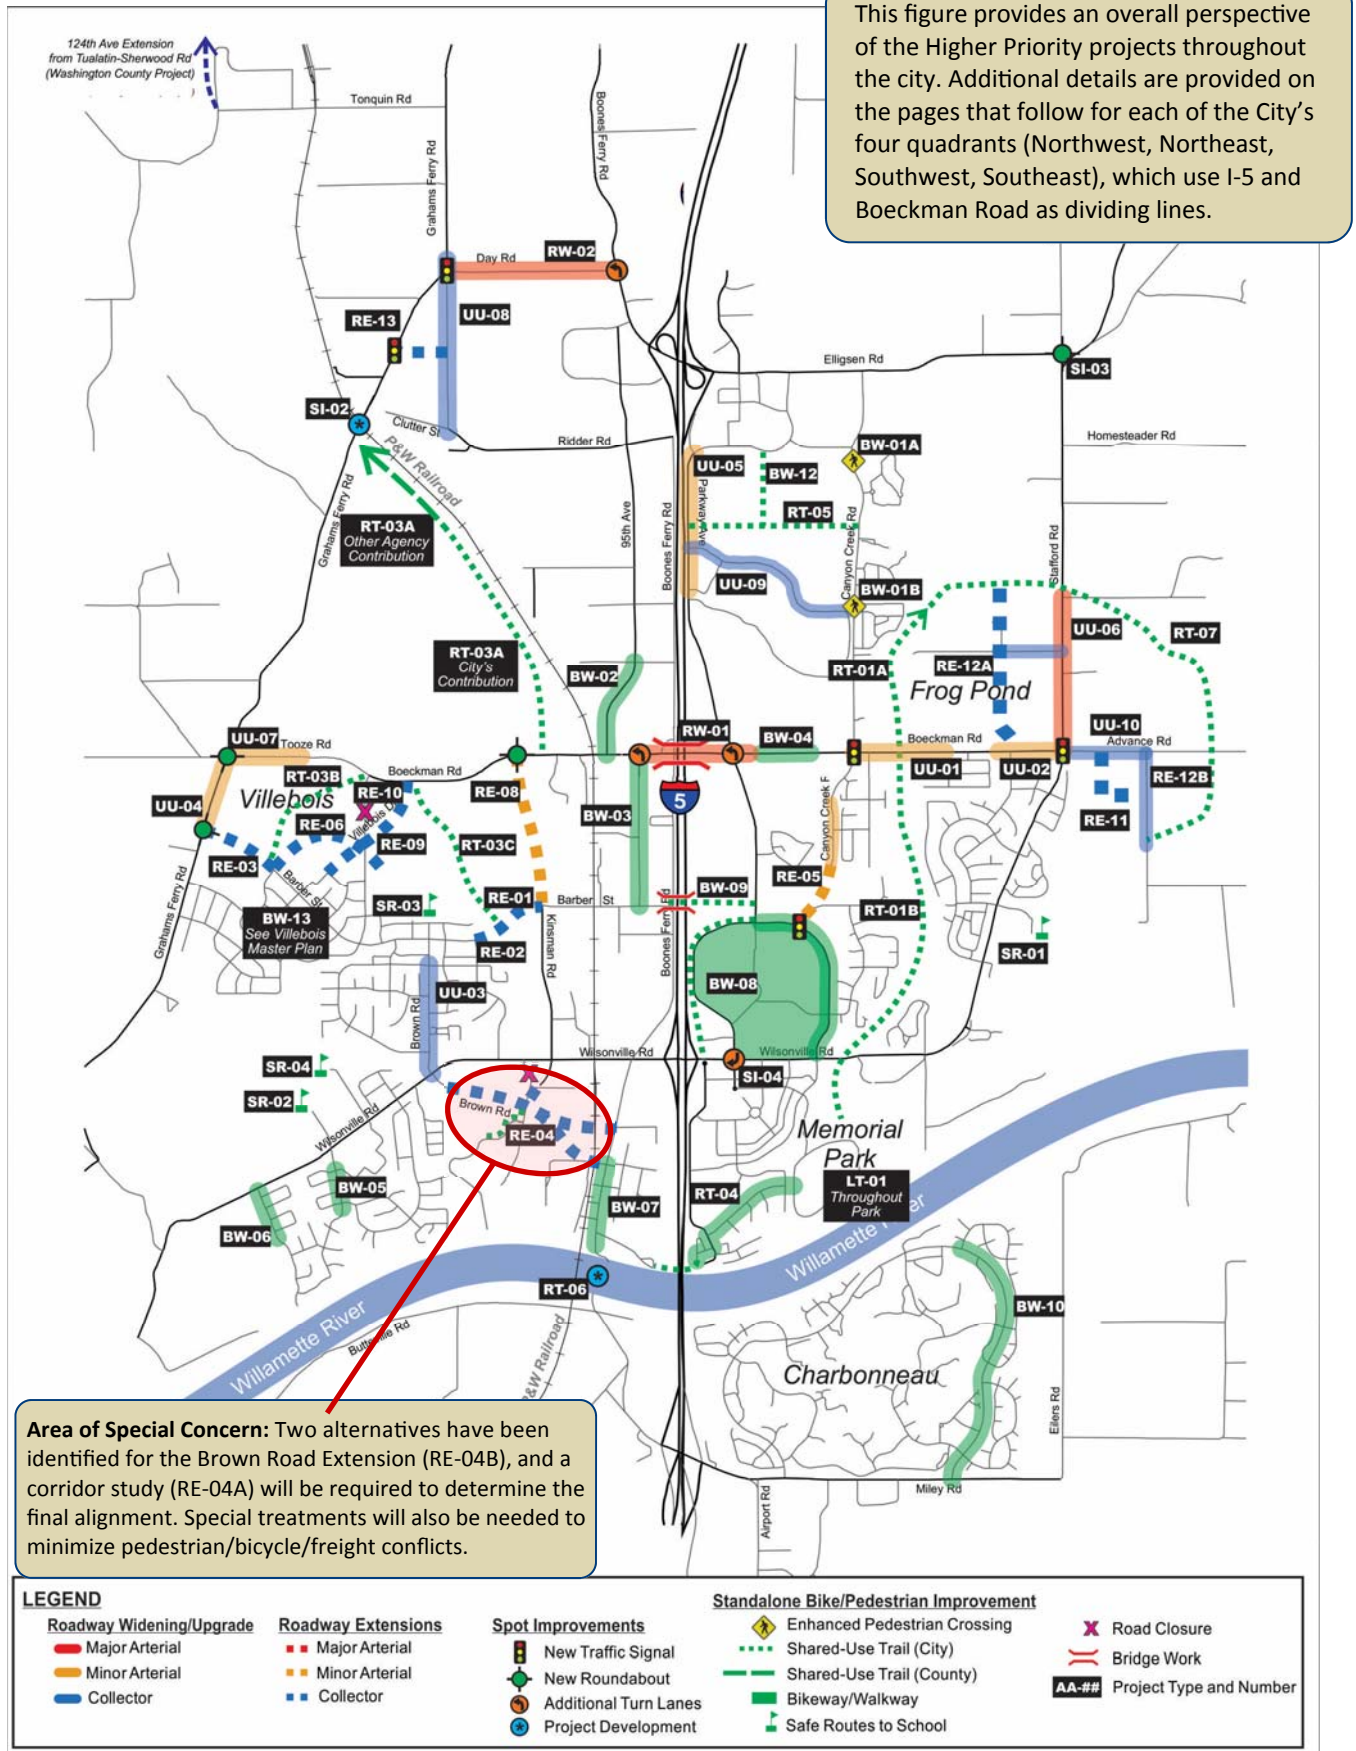 This figure provides an overall perspective
of the Higher Priority projects throughout
the city. Additional details are provided on
the pages that follow for each of the City's
four quadrants (Northwest, Northeast,
Southwest, Southeast), which use I-5 and
Boeckman Road as dividing lines.
124th Ave Extension
from Tualatin-Sherwood Rd
(Washington County Project)
Tonquin Rd
Boones Ferry Rd
Grahams Ferry Rd
Day Rd
RW-02
UU-08
RE-13
Elligsen Rd
SI-03
SI-02
Clutter St
P&W Railroad
Ridder Rd
Homesteader Rd
BW-01A
UU-05
BW-12
Parkway Ave
RT-05
95th Ave
Boones Ferry Rd
Canyon Creek Rd
Stafford Rd
Grahams Ferry Rd
RT-03A
Other Agency
Contribution
UU-09
BW-01B
UU-06
RT-07
RT-03A
City's
Contribution
BW-02
RT-01A
RE-12A
Frog Pond
UU-07
Tooze Rd
RW-01
BW-04
Boeckman Rd
UU-10
Advance Rd
RT-03B
Boeckman Rd
UU-01
UU-02
RE-12B
UU-04
Villebois
RE-10
RE-08
5
RE-06
BW-03
RE-11
RE-09
RT-03C
RE-03
Barber St
RE-05
BW-09
SR-03
RE-01
Barber St
RT-01B
BW-13
See Villebois
Master Plan
RE-02
Kinsman Rd
SR-01
Grahams Ferry Rd
UU-03
BW-08
Brown Rd
Wilsonville Rd
Wilsonville Rd
SR-04
SI-04
SR-02
Brown Rd
Wilsonville Rd
RE-04
Memorial
Park
LT-01
Throughout
Park
BW-05
RT-04
BW-07
BW-06
Willamette River
RT-06
BW-10
Willamette River
P&W Railroad
Charbonneau
Eilers Rd
Miley Rd
Airport Rd
Area of Special Concern: Two alternatives have been
identified for the Brown Road Extension (RE-04B), and a
corridor study (RE-04A) will be required to determine the
final alignment. Special treatments will also be needed to
minimize pedestrian/bicycle/freight conflicts.
LEGEND
Roadway Widening/Upgrade
Major Arterial
Minor Arterial
Collector
Roadway Extensions
Major Arterial
Minor Arterial
Collector
Spot Improvements
New Traffic Signal
New Roundabout
Additional Turn Lanes
Project Development
Standalone Bike/Pedestrian Improvement
Enhanced Pedestrian Crossing
Shared-Use Trail (City)
Shared-Use Trail (County)
Bikeway/Walkway
Safe Routes to School
Road Closure
Bridge Work
AA-## Project Type and Number